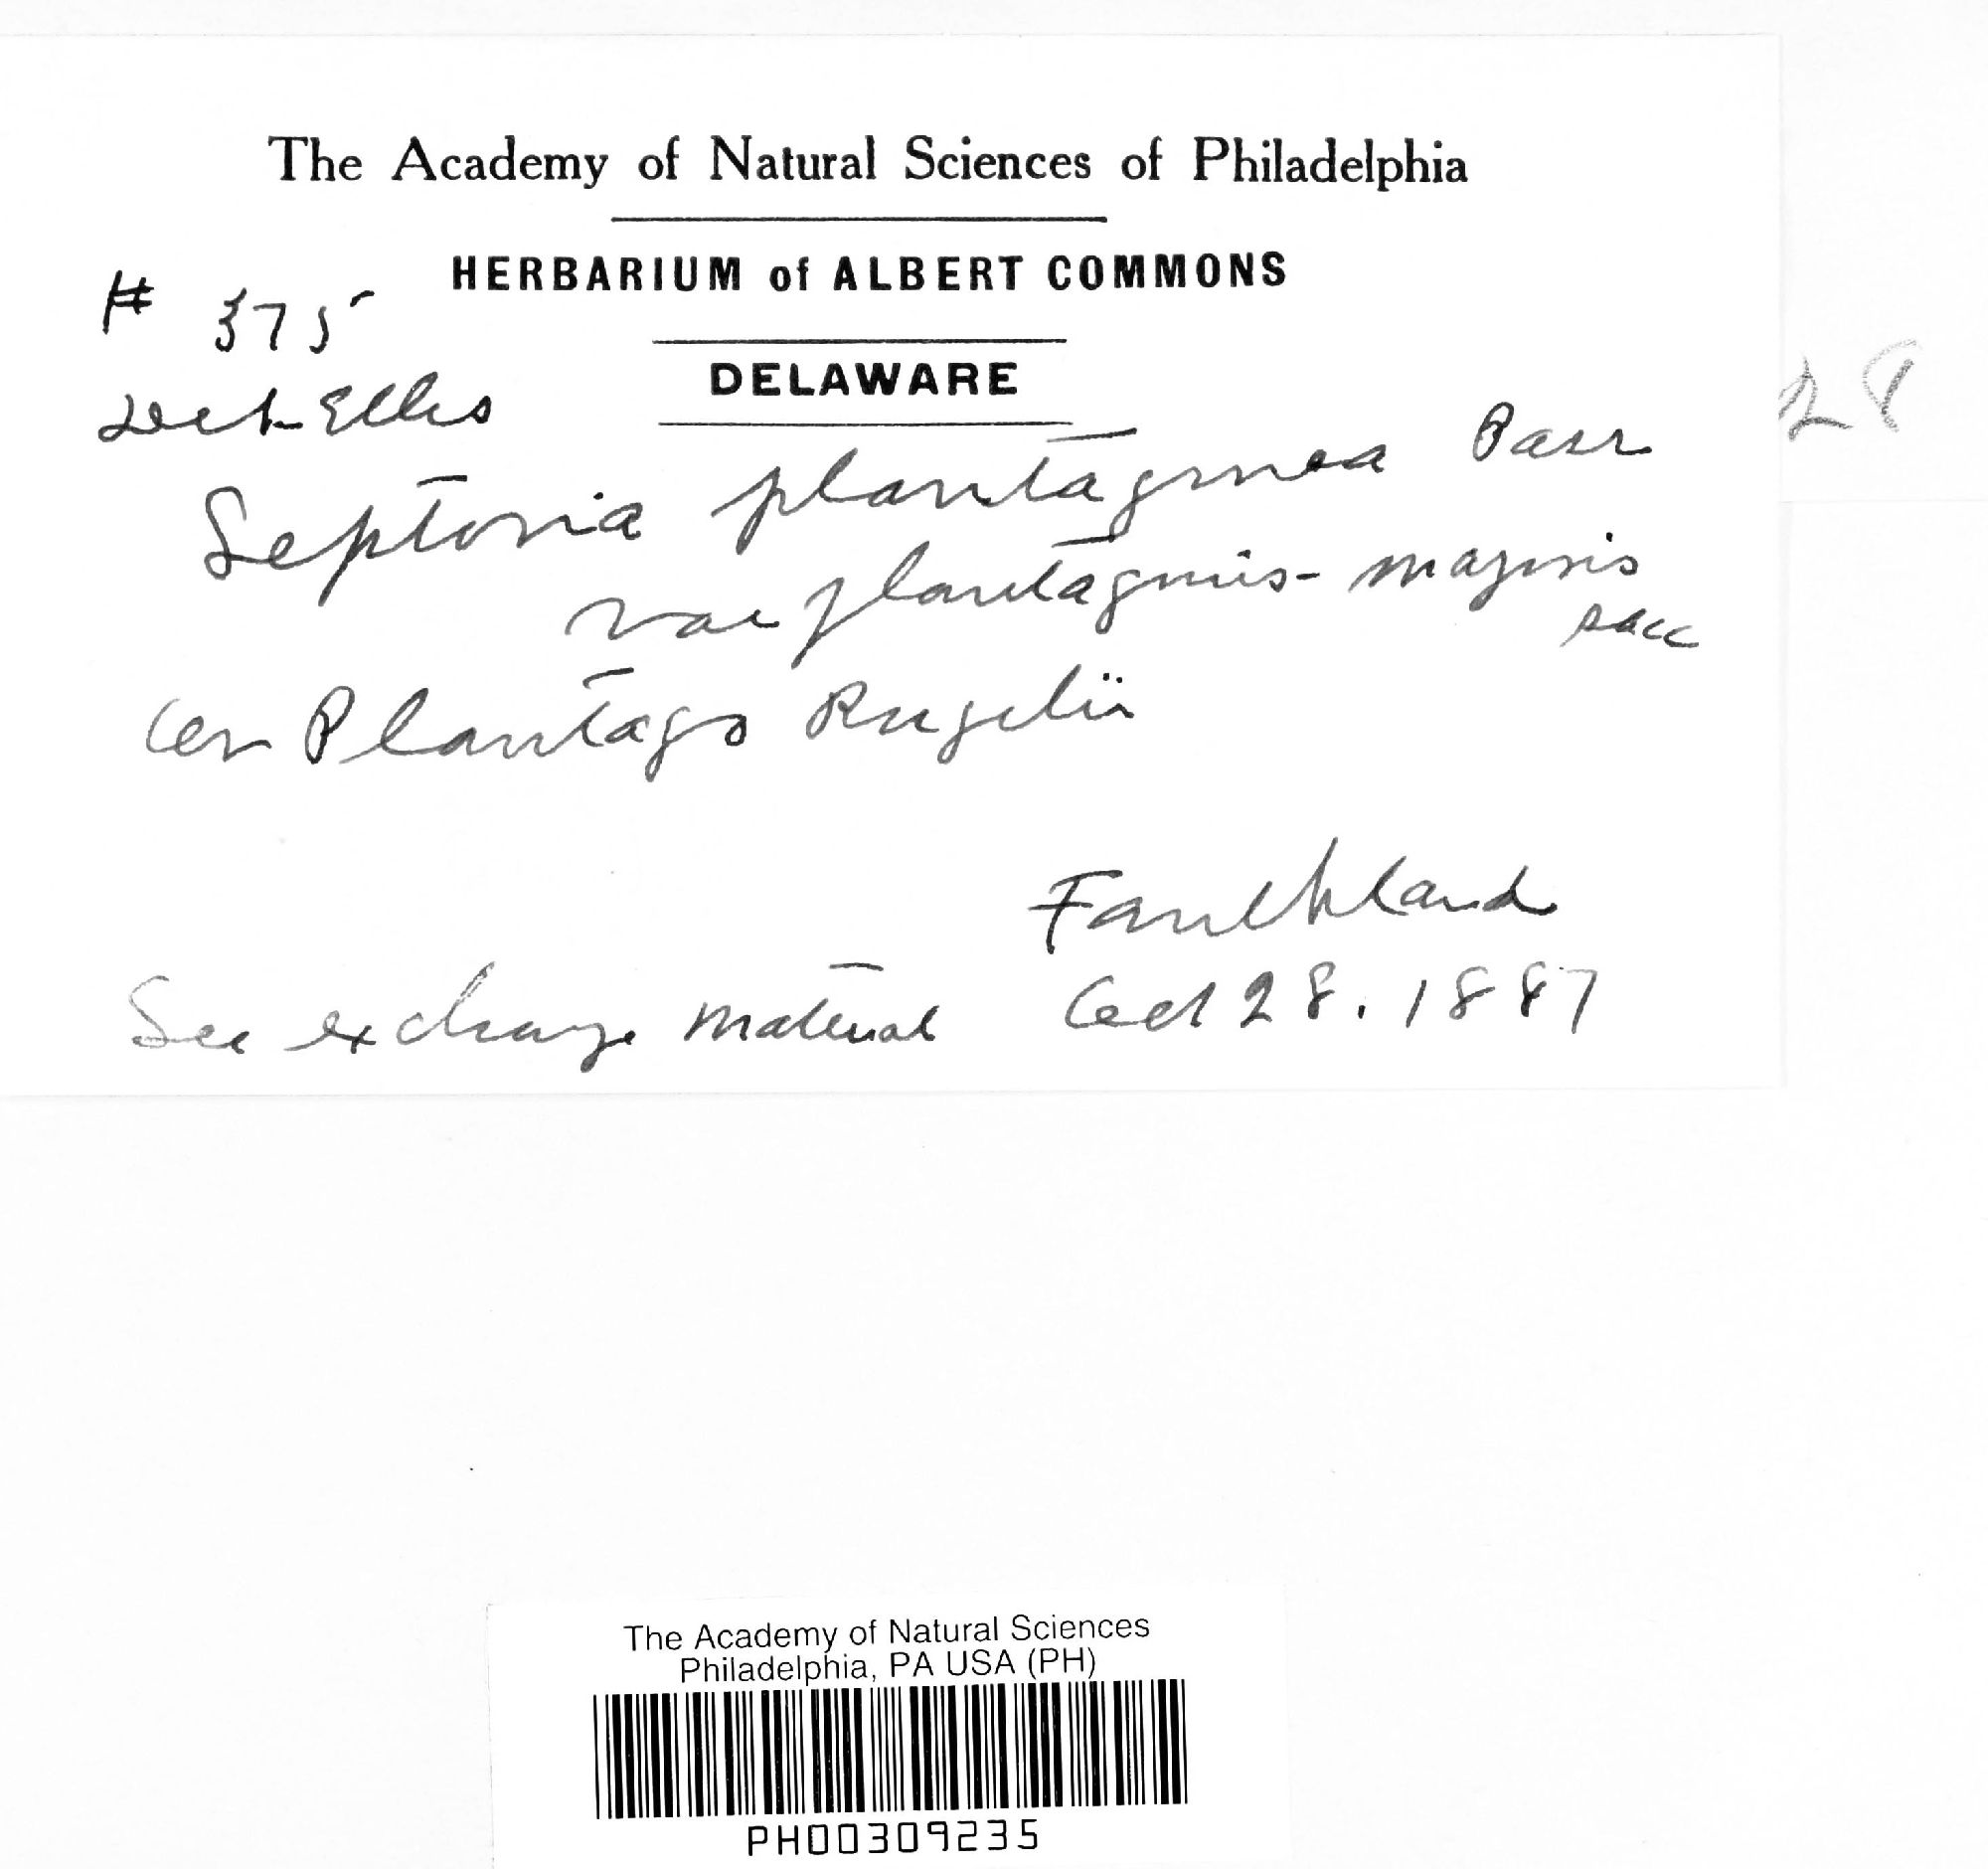 The Academy of Natural Sciences of Philadelphia
HERBARIUM of ALBERT COMMONS
# 375
DELAWARE
28
Det Ellis
Septoria plantaginea Pass
var plantaginis-majoris
sacc
on Plantago Rugelii
Faulkland
See exchange material Oct 28. 1887
The Academy of Natural Sciences
Philadelphia, PA USA (PH)
PH00309235